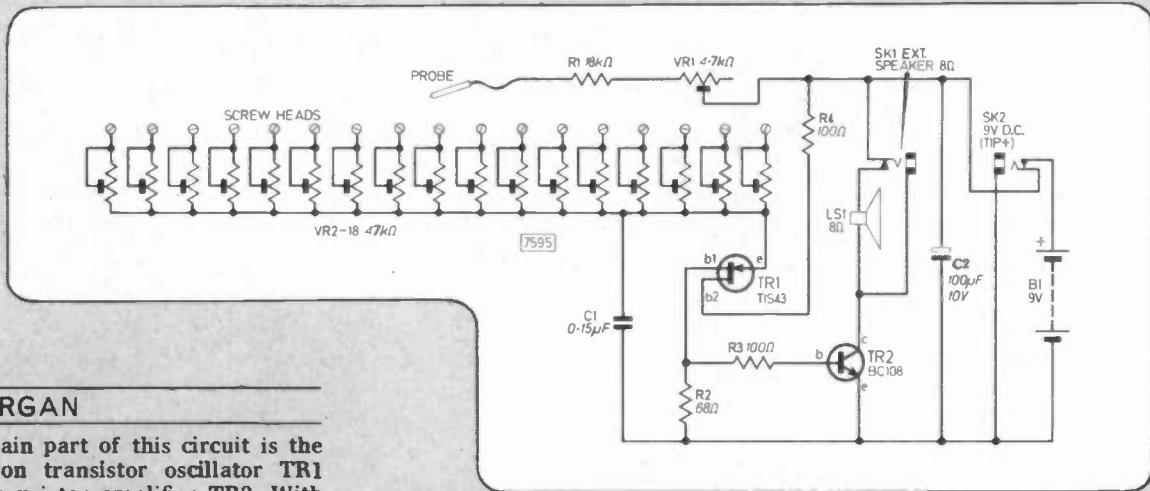 PROBE
R1 18kΩ
VR1 4·7kΩ
SK1 EXT.
SPEAKER 8Ω
SCREW HEADS
R4
100Ω
SK2
9V D.C.
(TIP+)
LS1
8Ω
VR2-18 47kΩ
7595
b1
e
b2
TR1
TIS43
C2
100µF
10V
+
B1
9V
C1
0·15µF
R3 100Ω
b
c
e
TR2
BC108
R2
68Ω
RGAN
ain part of this circuit is the
on transistor oscillator TR1
TR2. With